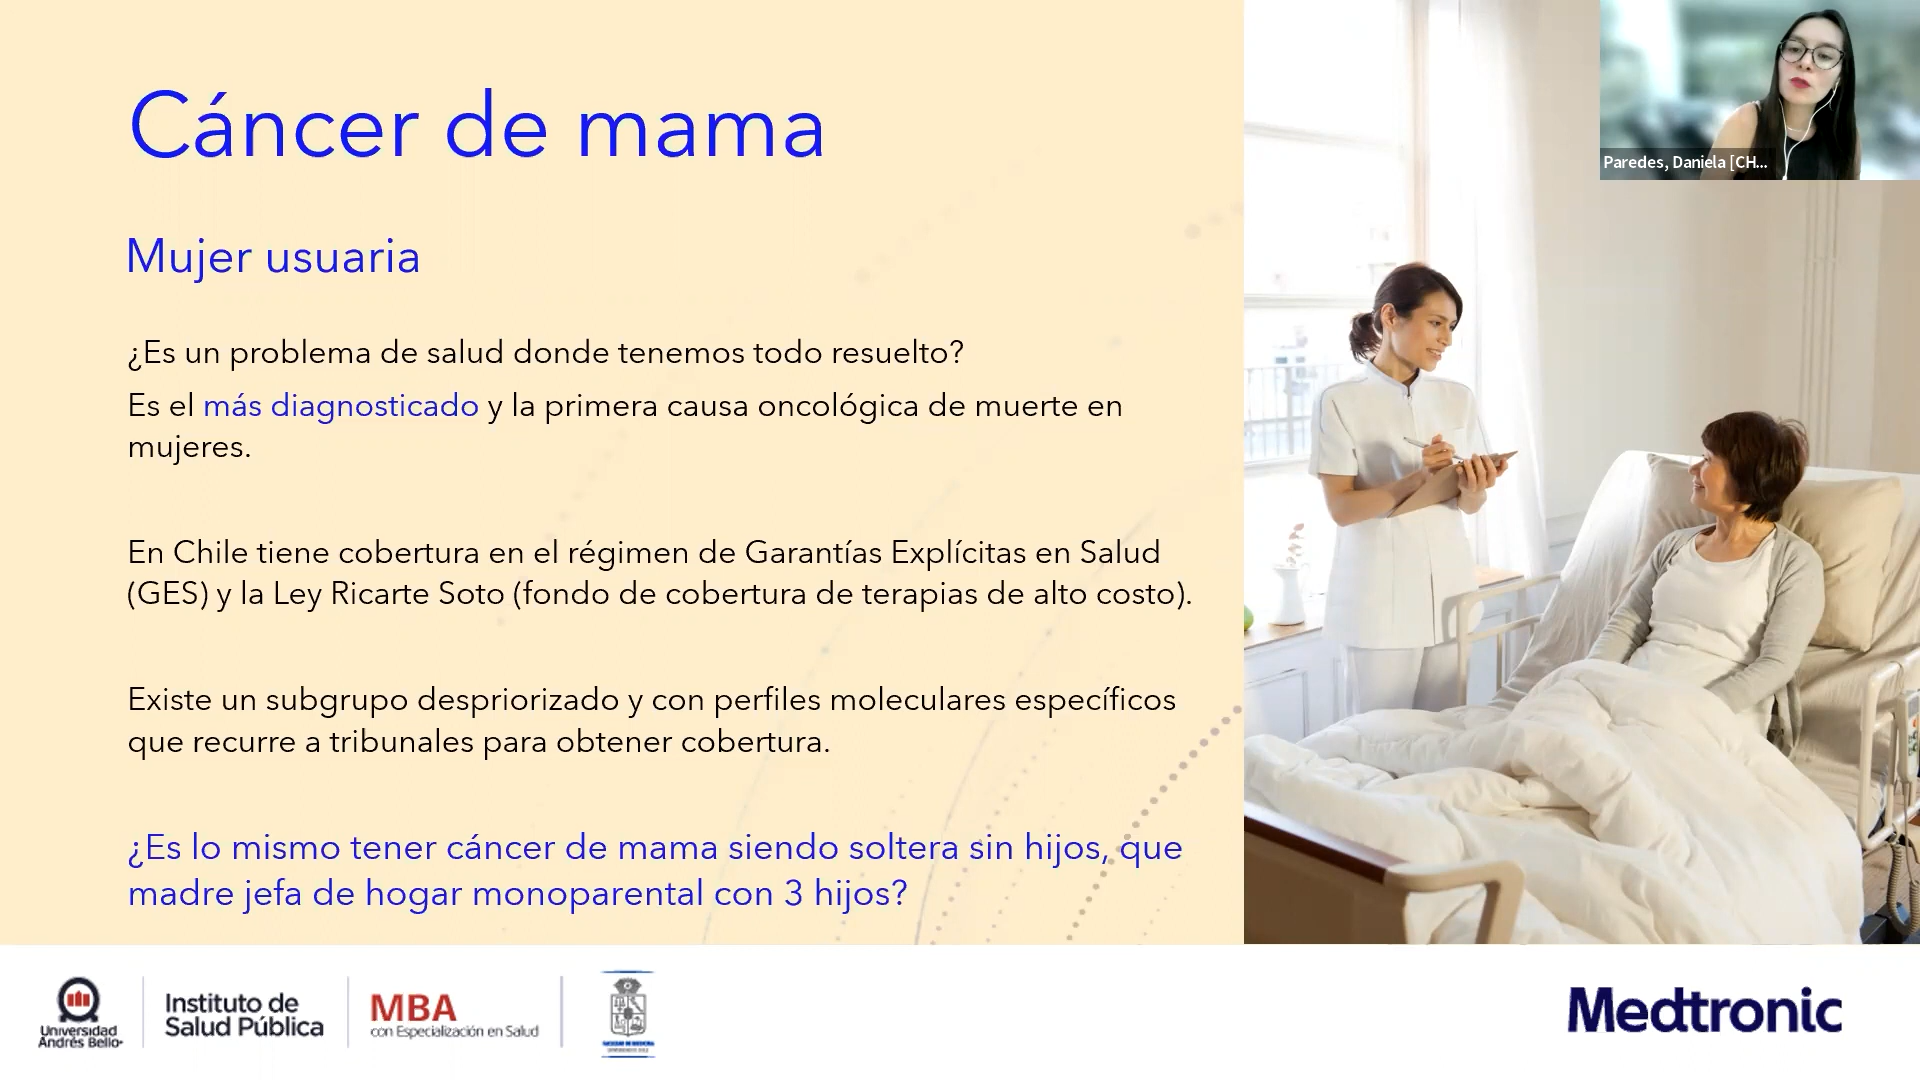 Cáncer de mama
Paredes, Daniela [CH...
Mujer usuaria
¿Es un problema de salud donde tenemos todo resuelto?
Es el más diagnosticado y la primera causa oncológica de muerte en
mujeres.
En Chile tiene cobertura en el régimen de Garantías Explícitas en Salud
(GES) y la Ley Ricarte Soto (fondo de cobertura de terapias de alto costo).
Existe un subgrupo despriorizado y con perfiles moleculares específicos
que recurre a tribunales para obtener cobertura.
¿Es lo mismo tener cáncer de mama siendo soltera sin hijos, que
madre jefa de hogar monoparental con 3 hijos?
Universidad
Andrés Bello
Instituto de
Salud Pública
MBA
con Especialización en Salud
Medtronic